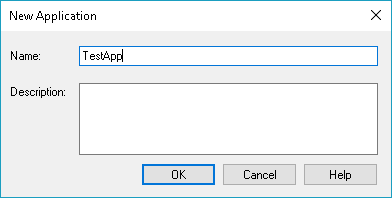 New Application
Name:
TestApp
Description:
OK
Cancel
Help